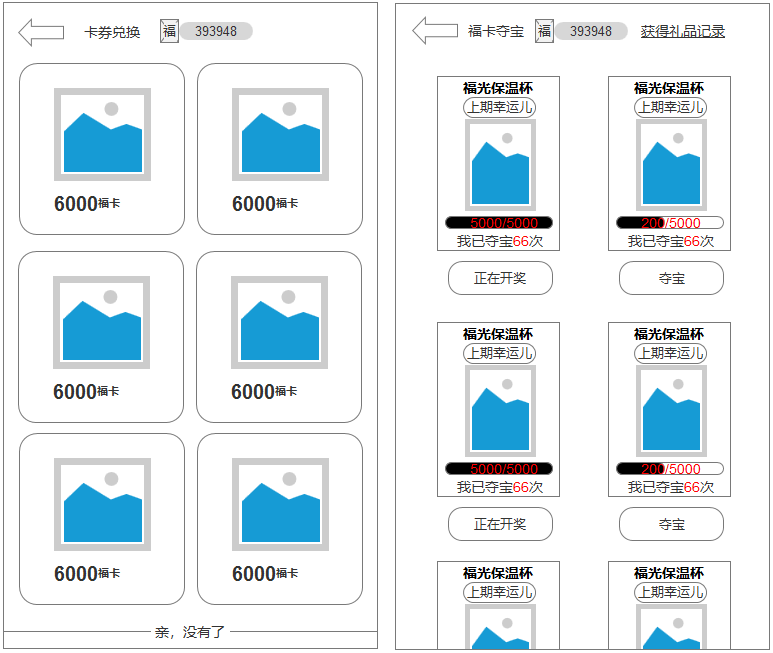 卡券兑换 福 393948
6000福卡 6000福卡
6000福卡 6000福卡
6000福卡 6000福卡
亲，没有了
福卡夺宝 福 393948 获得礼品记录
福光保温杯 福光保温杯
上期幸运儿 上期幸运儿
5000/5000 200/5000
我已夺宝66次 我已夺宝66次
正在开奖 夺宝
福光保温杯 福光保温杯
上期幸运儿 上期幸运儿
5000/5000 200/5000
我已夺宝66次 我已夺宝66次
正在开奖 夺宝
福光保温杯 福光保温杯
上期幸运儿 上期幸运儿